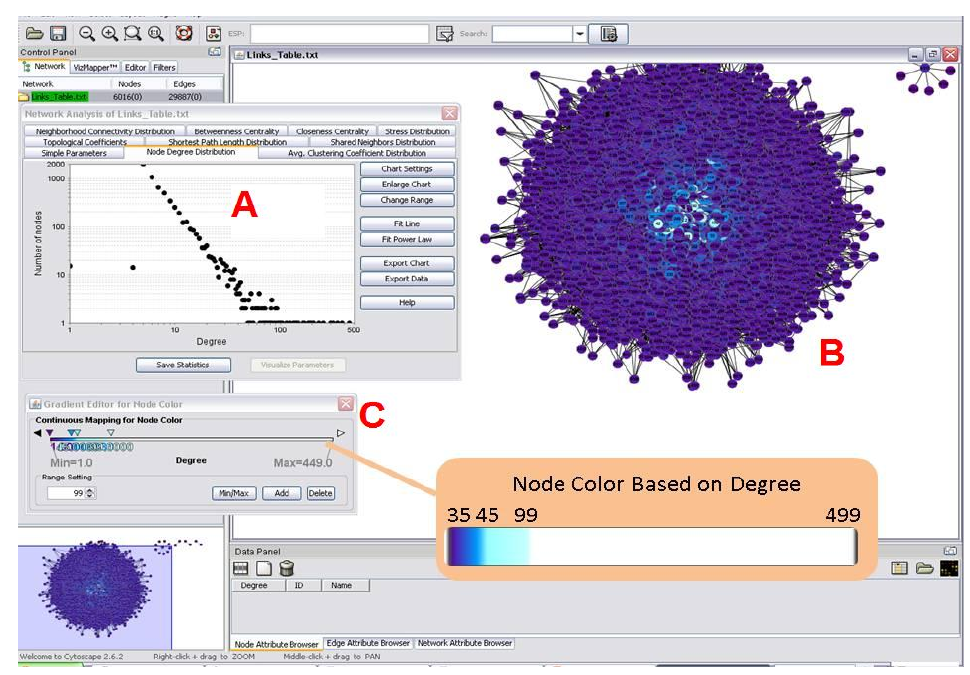 ESP:
Search:
Control Panel
Links_Table.txt
Network VizMapper™ Editor Filters
Network Nodes Edges
Links_Table.txt 6016(0) 29887(0)
Network Analysis of Links_Table.txt
Neighborhood Connectivity Distribution Betweenness Centrality Closeness Centrality Stress Distribution
Topological Coefficients Shortest Path Length Distribution Shared Neighbors Distribution
Simple Parameters Node Degree Distribution Avg. Clustering Coefficient Distribution
2000
1000
100
10
1
Number of nodes
1 10 100 500
Degree
A
Chart Settings
Enlarge Chart
Change Range
Fit Line
Fit Power Law
Export Chart
Export Data
Help
Save Statistics Visualize Parameters
B
Gradient Editor for Node Color
C
Continuous Mapping for Node Color
Min=1.0 Degree Max=449.0
Range Setting
99 Min/Max Add Delete
Node Color Based on Degree
35 45 99 499
Data Panel
Degree ID Name
Node Attribute Browser Edge Attribute Browser Network Attribute Browser
Welcome to Cytoscape 2.6.2 Right-click + drag to ZOOM Middle-click + drag to PAN